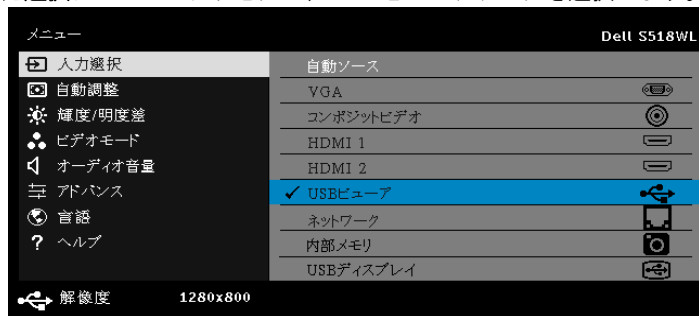 メニュー Dell S518WL
入力選択 自動ソース
自動調整 VGA
輝度/明度差 コンポジットビデオ
ビデオモード HDMI 1
オーディオ音量 HDMI 2
アドバンス ✓ USBビューア
言語 ネットワーク
? ヘルプ 内部メモリ
USBディスプレイ
解像度 1280x800